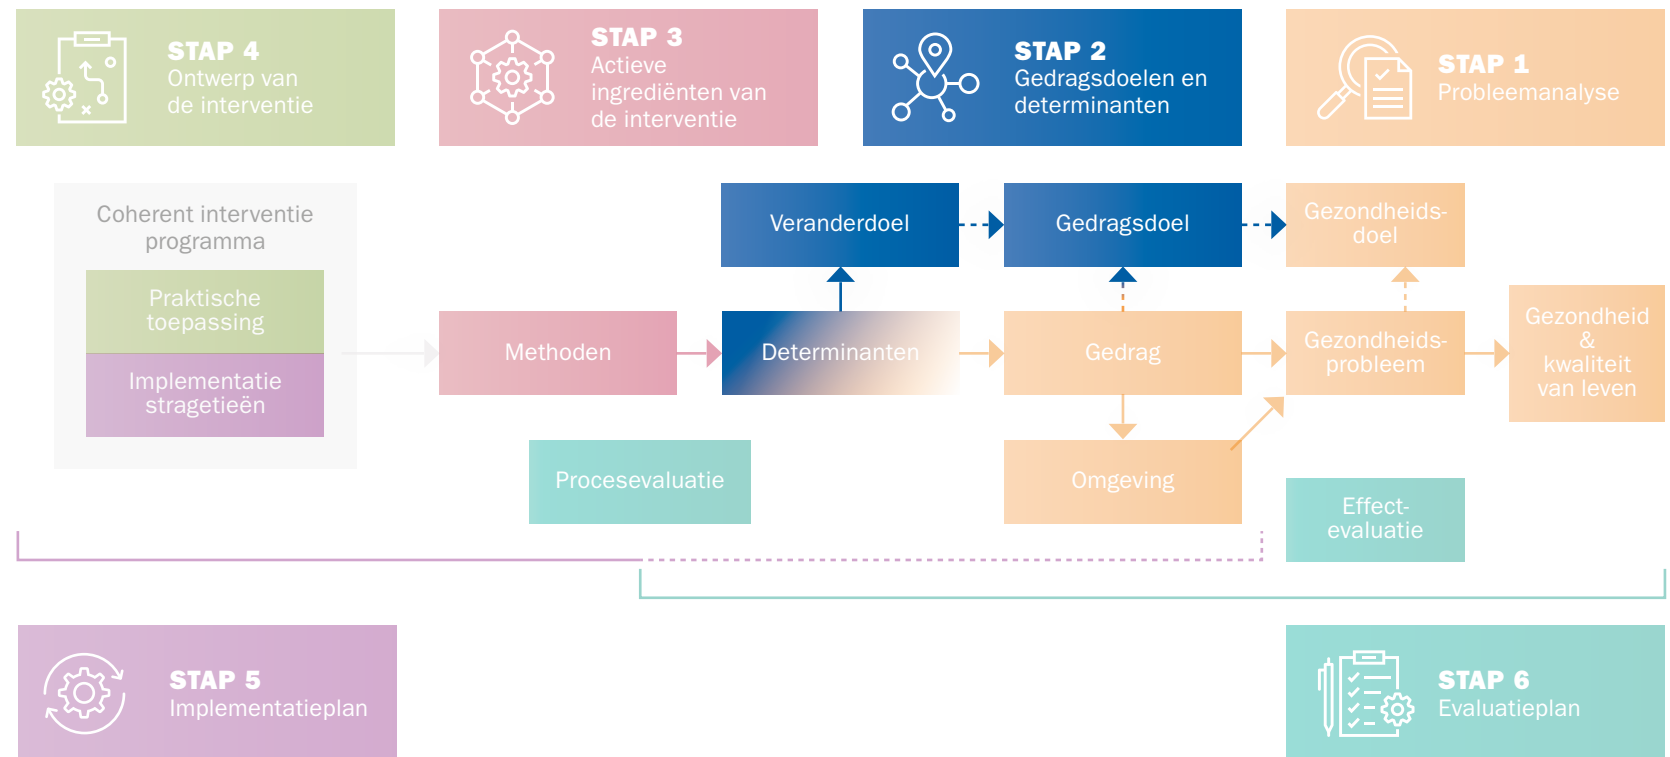 STAP 4
Ontwerp van
de interventie
STAP 3
Actieve
ingrediënten van
de interventie
STAP 2
Gedragsdoelen en
determinanten
STAP 1
Probleemanalyse
Coherent interventie
programma
Praktische
toepassing
Implementatie
stragetieën
Methoden
Veranderdoel
Determinanten
Gedragsdoel
Gedrag
Omgeving
Gezondheids-
doel
Gezondheids-
probleem
Gezondheid
&
kwaliteit
van leven
Procesevaluatie
Effect-
evaluatie
STAP 5
Implementatieplan
STAP 6
Evaluatieplan